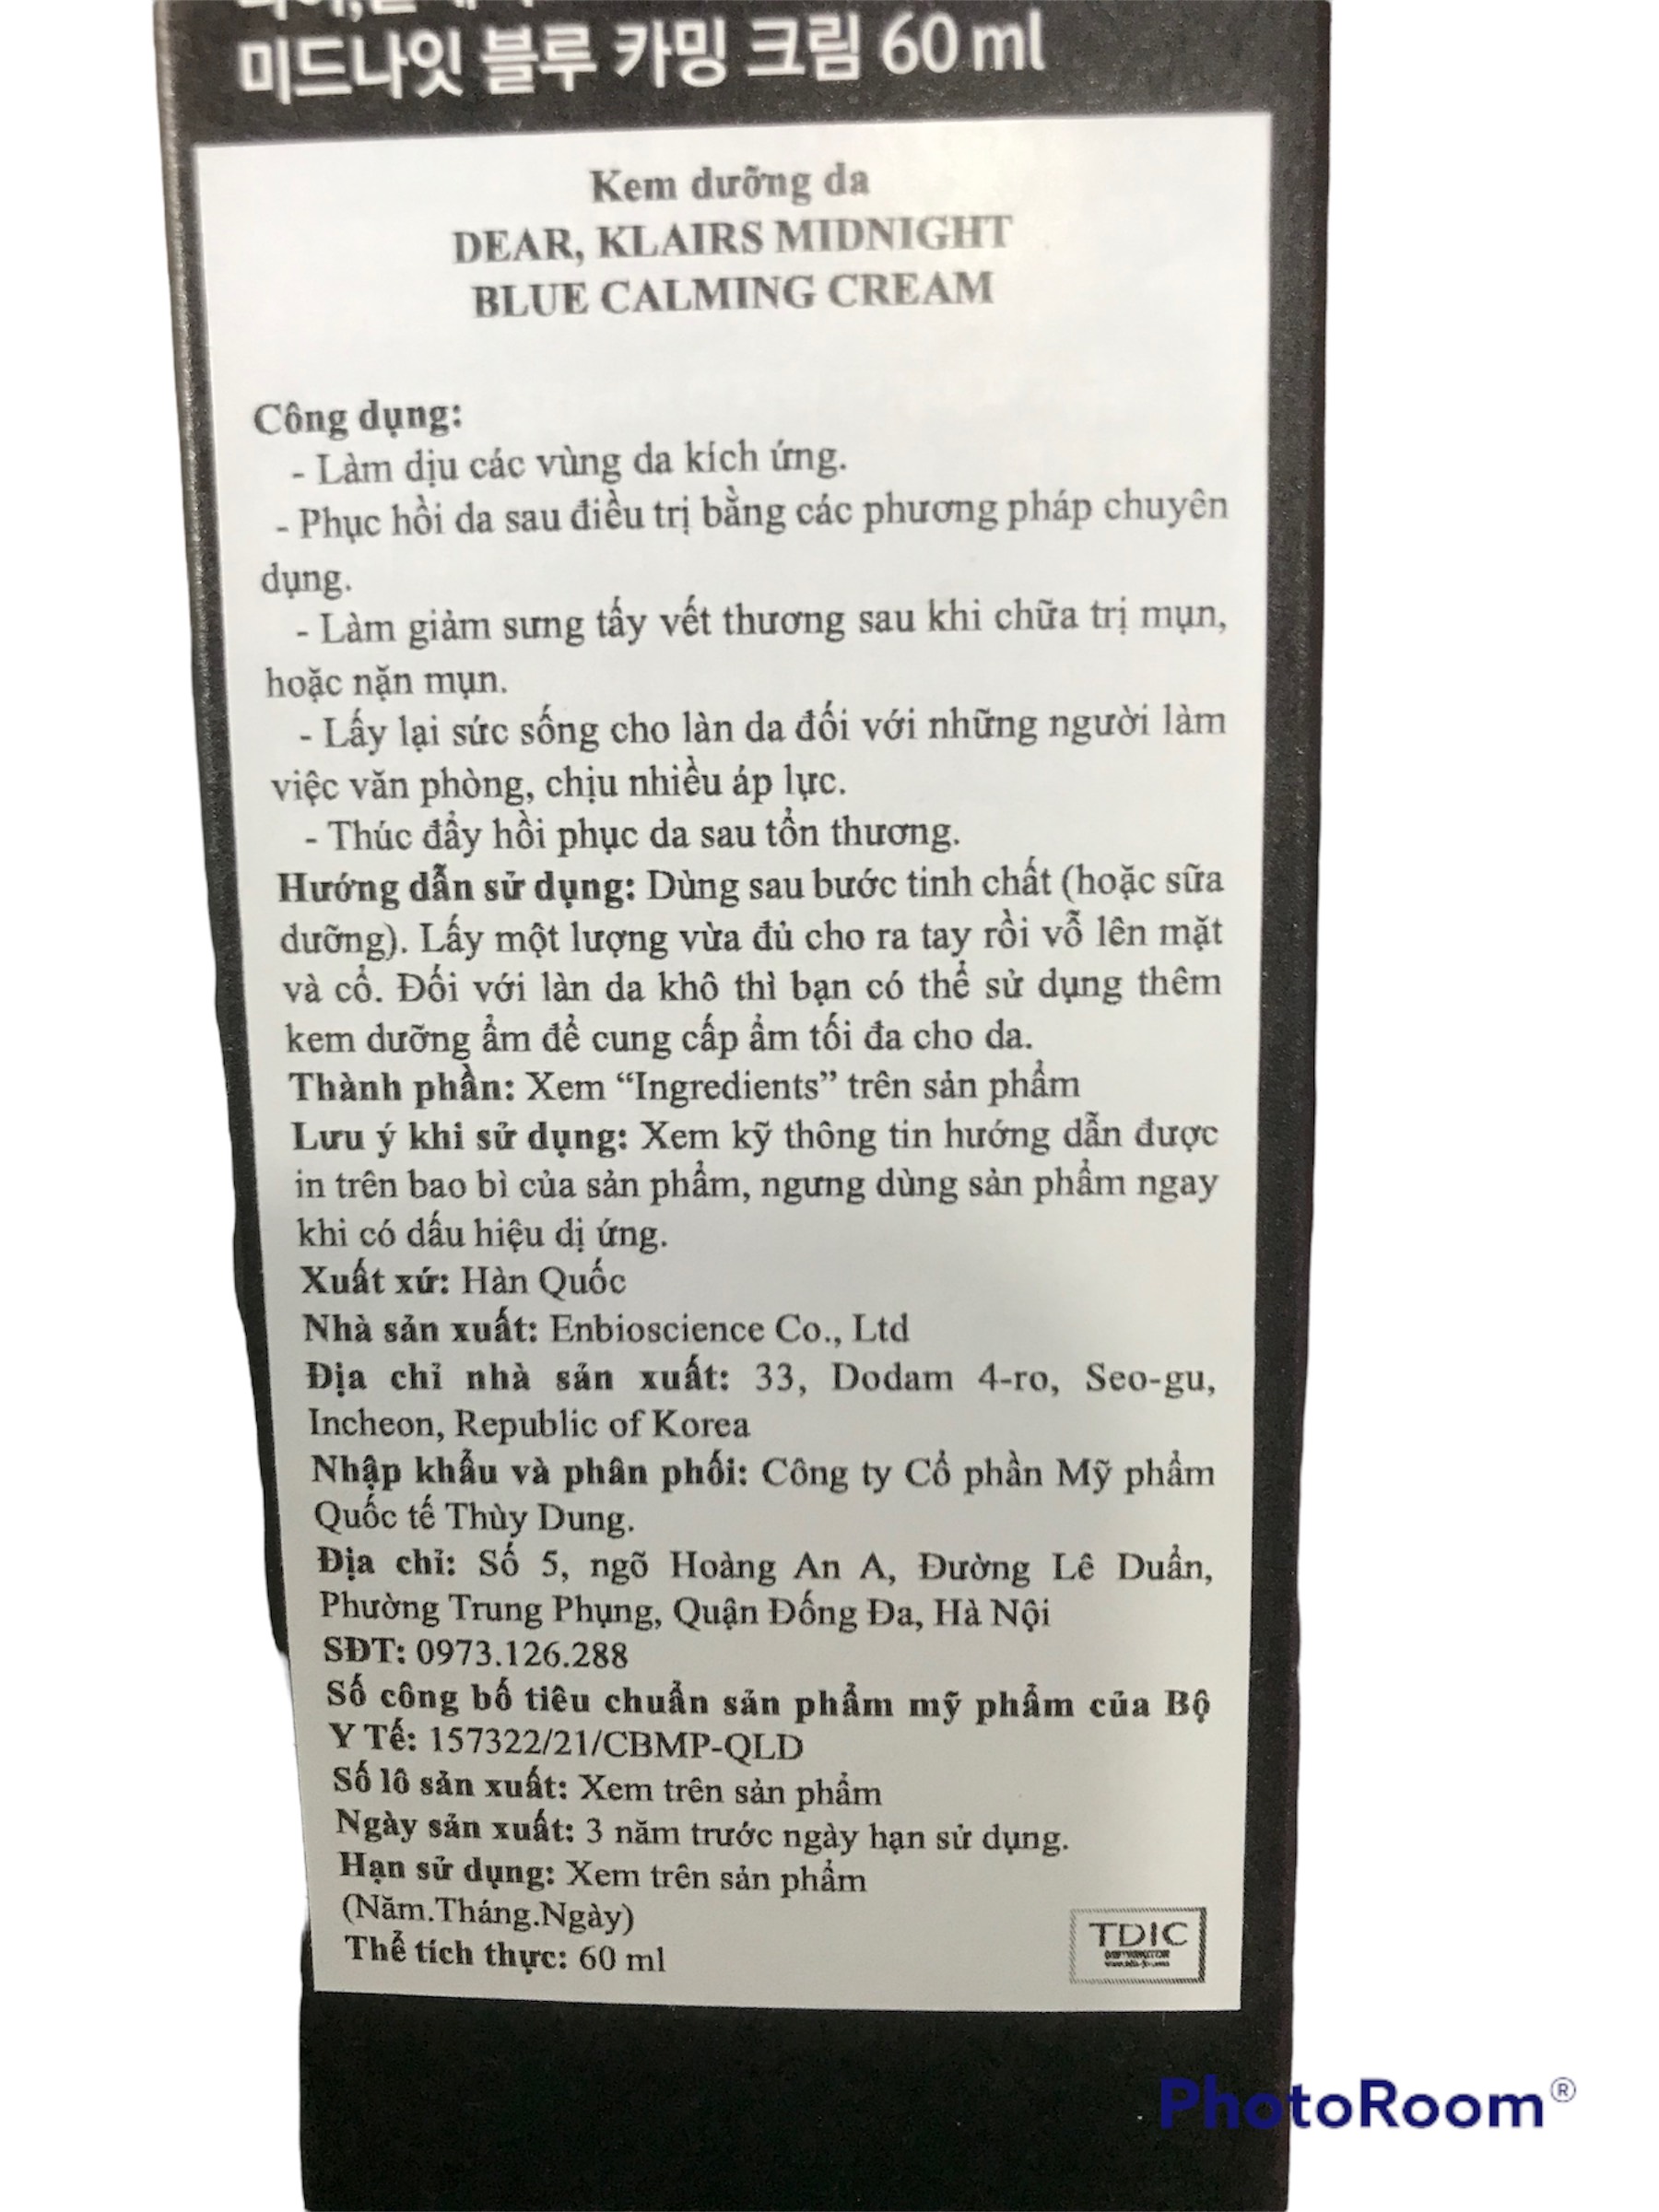 미드나잇 블루 카밍 크림 60 ml
Kem dưỡng da
DEAR, KLAIRS MIDNIGHT
BLUE CALMING CREAM
Công dụng:
- Làm dịu các vùng da kích ứng.
- Phục hồi da sau điều trị bằng các phương pháp chuyên
dụng.
- Làm giảm sưng tấy vết thương sau khi chữa trị mụn,
hoặc nặn mụn.
- Lấy lại sức sống cho làn da đối với những người làm
việc văn phòng, chịu nhiều áp lực.
- Thúc đẩy hồi phục da sau tổn thương.
Hướng dẫn sử dụng: Dùng sau bước tinh chất (hoặc sữa
dưỡng). Lấy một lượng vừa đủ cho ra tay rồi vỗ lên mặt
và cổ. Đối với làn da khô thì bạn có thể sử dụng thêm
kem dưỡng ẩm để cung cấp ẩm tối đa cho da.
Thành phần: Xem “Ingredients” trên sản phẩm
Lưu ý khi sử dụng: Xem kỹ thông tin hướng dẫn được
in trên bao bì của sản phẩm, ngưng dùng sản phẩm ngay
khi có dấu hiệu dị ứng.
Xuất xứ: Hàn Quốc
Nhà sản xuất: Enbioscience Co., Ltd
Địa chỉ nhà sản xuất: 33, Dodam 4-ro, Seo-gu,
Incheon, Republic of Korea
Nhập khẩu và phân phối: Công ty Cổ phần Mỹ phẩm
Quốc tế Thùy Dung.
Địa chỉ: Số 5, ngõ Hoàng An A, Đường Lê Duẩn,
Phường Trung Phụng, Quận Đống Đa, Hà Nội
SĐT: 0973.126.288
Số công bố tiêu chuẩn sản phẩm mỹ phẩm của Bộ
Y Tế: 157322/21/CBMP-QLD
Số lô sản xuất: Xem trên sản phẩm
Ngày sản xuất: 3 năm trước ngày hạn sử dụng.
Hạn sử dụng: Xem trên sản phẩm
(Năm.Tháng.Ngày)
Thể tích thực: 60 ml
TDIC
PhotoRoom®